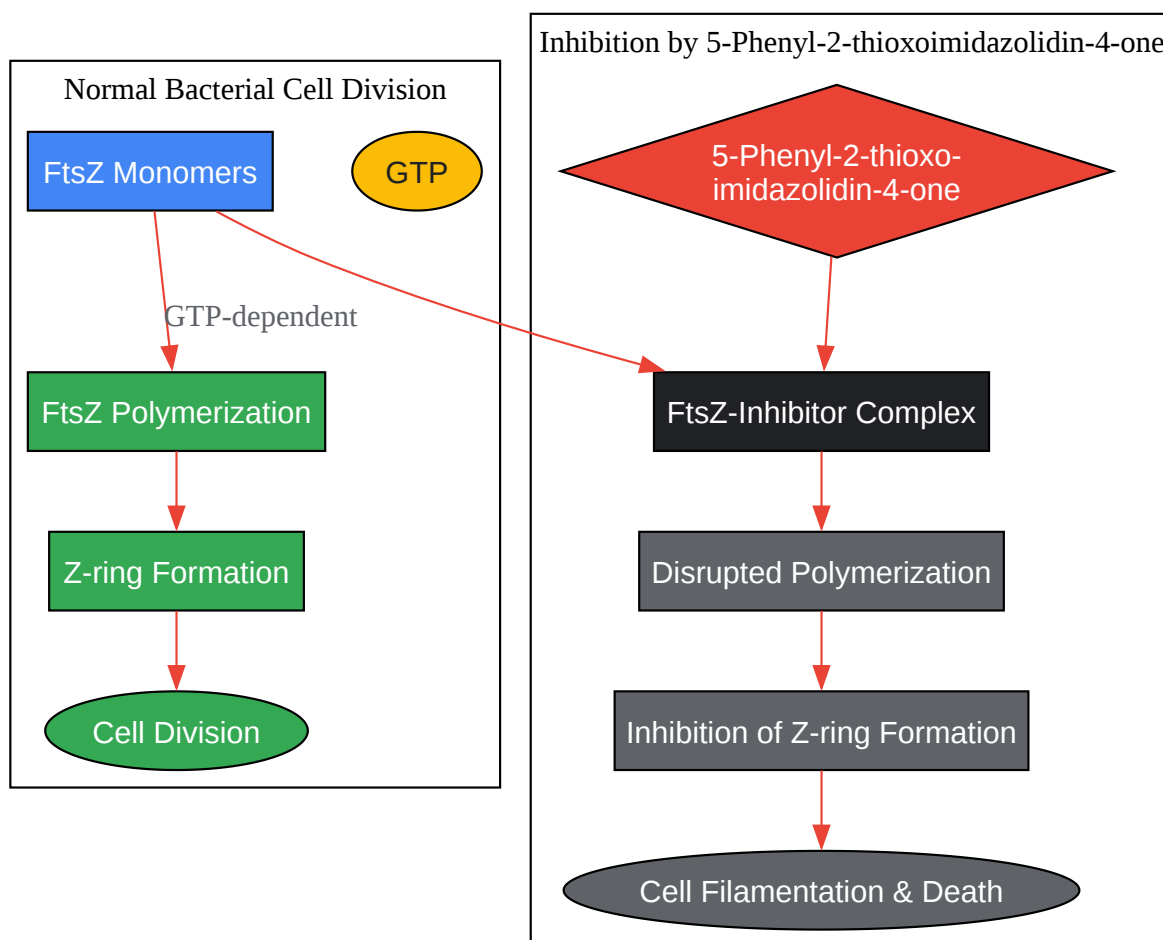 Normal Bacterial Cell Division
FtsZ Monomers
GTP
GTP-dependent
FtsZ Polymerization
Z-ring Formation
Cell Division
Inhibition by 5-Phenyl-2-thioxoimidazolidin-4-one
5-Phenyl-2-thioxo-
imidazolidin-4-one
FtsZ-Inhibitor Complex
Disrupted Polymerization
Inhibition of Z-ring Formation
Cell Filamentation & Death